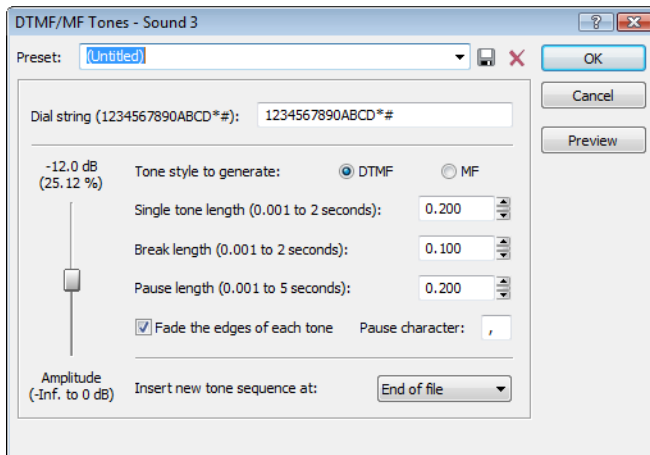 DTMF/MF Tones - Sound 3
Preset: (Untitled)
OK
Cancel
Preview
Dial string (1234567890ABCD*#): 1234567890ABCD*#
-12.0 dB
(25.12 %)
Tone style to generate: DTMF MF
Single tone length (0.001 to 2 seconds): 0.200
Break length (0.001 to 2 seconds): 0.100
Pause length (0.001 to 5 seconds): 0.200
Fade the edges of each tone Pause character: ,
Amplitude
(-Inf. to 0 dB)
Insert new tone sequence at: End of file